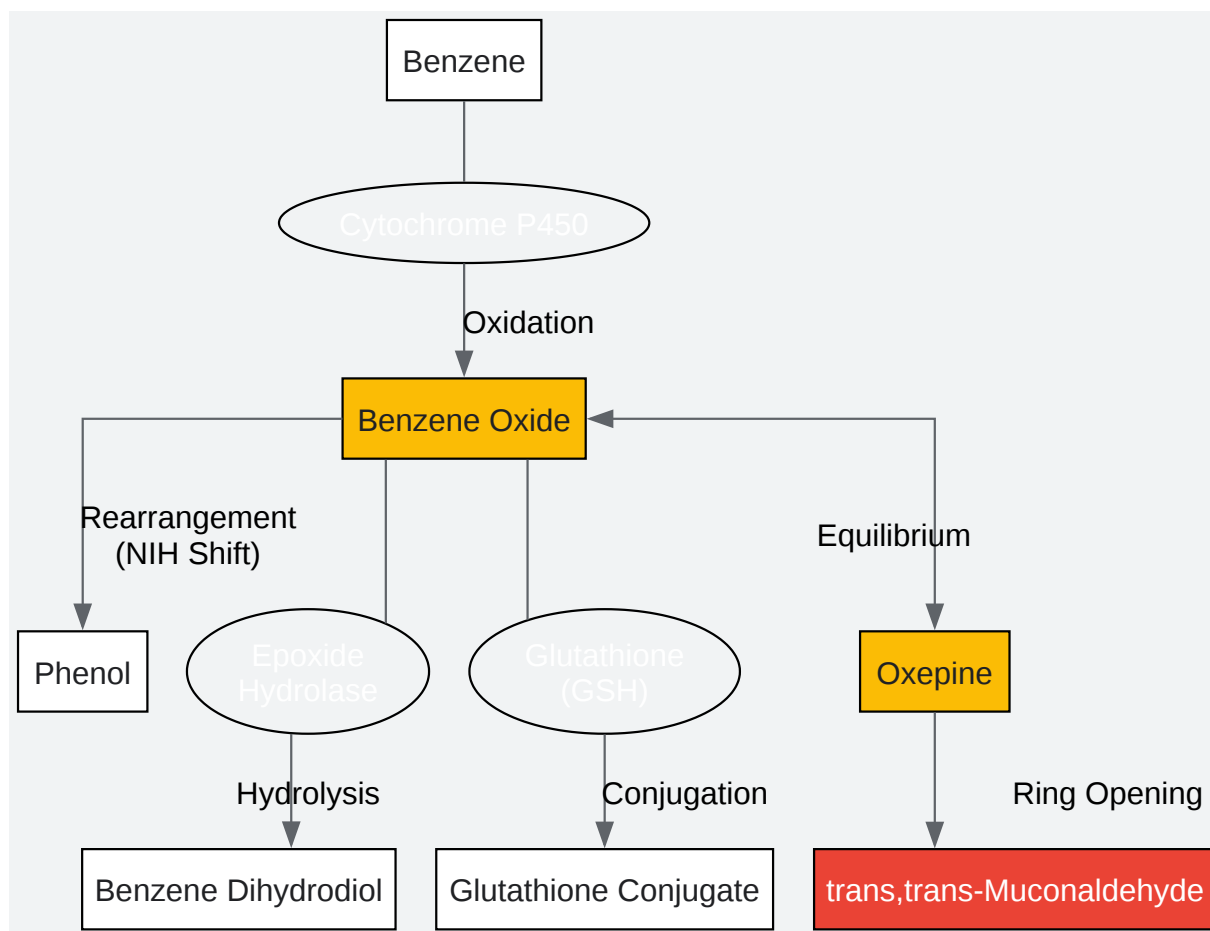 Benzene
Cytochrome P450
Oxidation
Benzene Oxide
Rearrangement
(NIH Shift)
Equilibrium
Phenol
Epoxide
Hydrolase
Glutathione
(GSH)
Oxepine
Hydrolysis
Conjugation
Ring Opening
Benzene Dihydrodiol
Glutathione Conjugate
trans,trans-Muconaldehyde